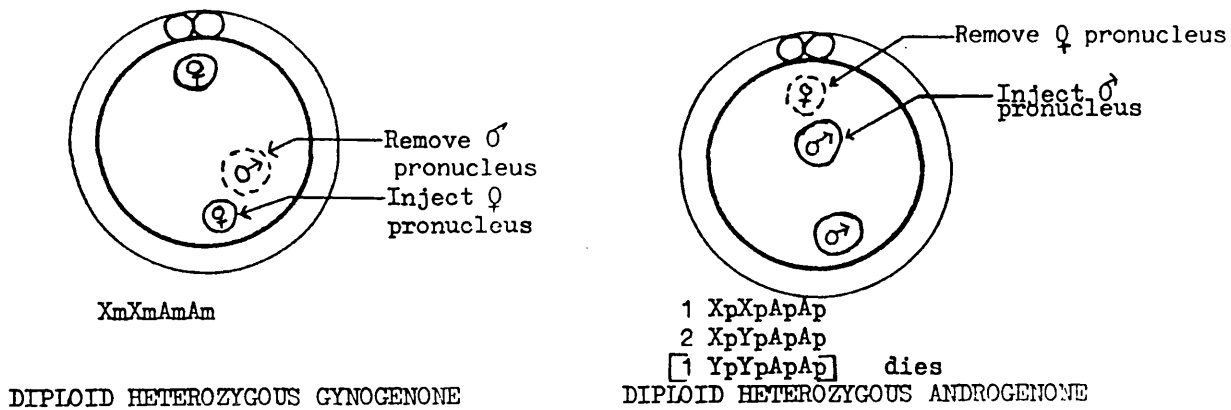 ♀
Remove ♂
pronucleus
♂
Inject ♀
pronucleus
♀
XmXmAmAm
DIPLOID HETEROZYGOUS GYNOGENONE
Remove ♀ pronucleus
♀
Inject ♂
pronucleus
♂
♂
1 XpXpApAp
2 XpYpApAp
[1 YpYpApAp] dies
DIPLOID HETEROZYGOUS ANDROGENONE